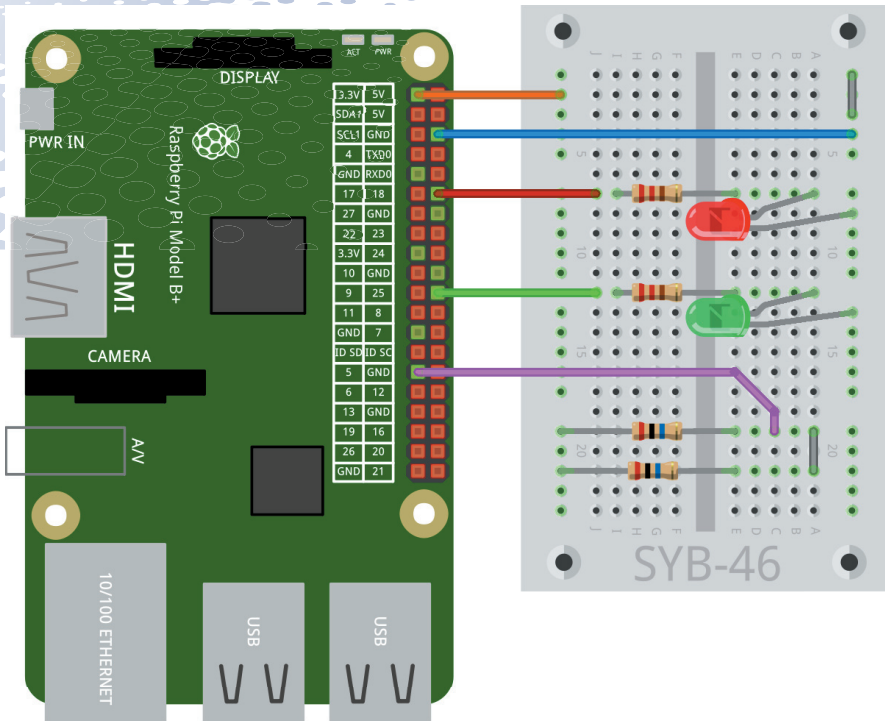 ACT PWR
DISPLAY
PWR IN
Raspberry Pi Model B+
HDMI
CAMERA
A/V
10/100 ETHERNET
USB
USB
3.3V 5V
SDA1 5V
SCL1 GND
4 TXD0
GND RXD0
17 18
27 GND
22 23
3.3V 24
10 GND
9 25
11 8
GND 7
ID SD ID SC
5 GND
6 12
13 GND
19 16
26 20
GND 21
J I H G F E D C B A
5 5
10 10
15 15
20 20
J I H G F E D C B A
SYB-46